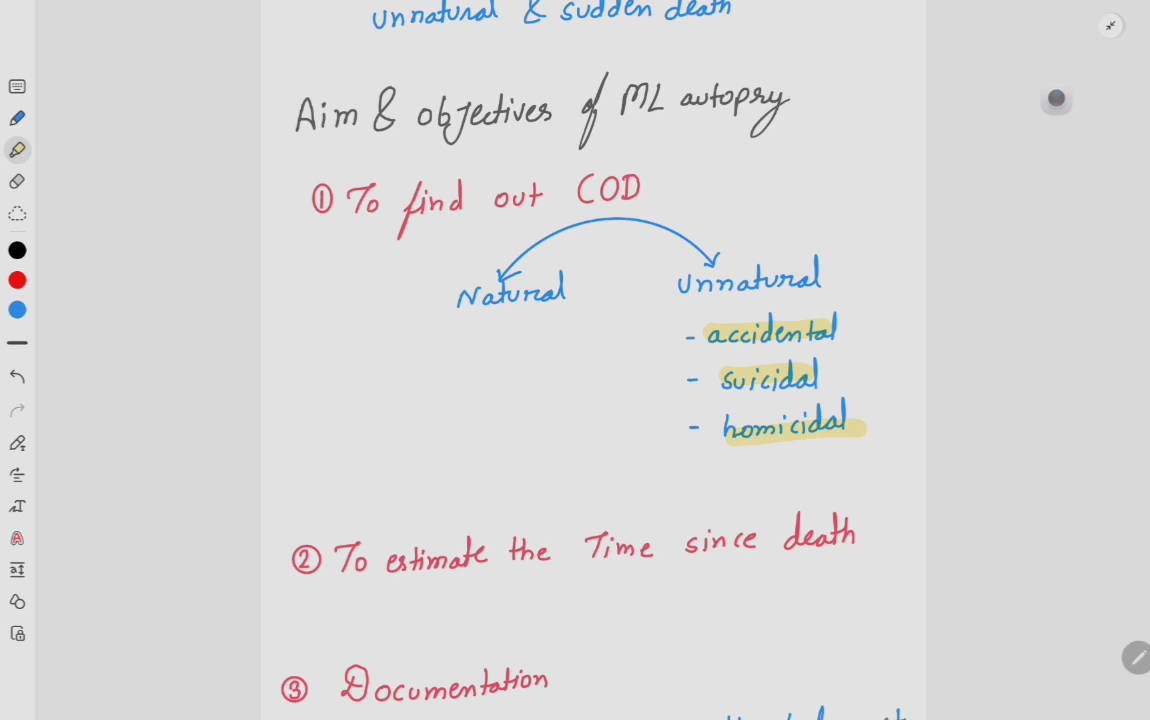 unnatural & sudden death
Aim & objectives of ML autopry
① To find out COD
Natural
Unnatural
- accidental
- suicidal
- homicidal
② To estimate the Time since death
③ Documentation